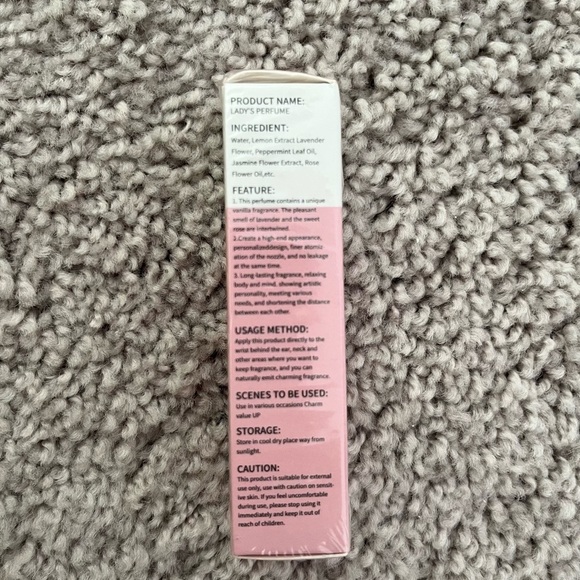 PRODUCT NAME:
LADY'S PERFUME
INGREDIENT:
Water, Lemon Extract Lavender
Flower, Peppermint Leaf Oil,
Jasmine Flower Extract, Rose
Flower Oil,etc.
FEATURE:
1. This perfume contains a unique
vanilla fragrance. The pleasant
smell of lavender and the sweet
rose are intertwined.
2.Create a high-end appearance,
personalizeddesign, finer atomiz
ation of the nozzle, and no leakage
at the same time.
3. Long-lasting fragrance, relaxing
body and mind, showing artistic
personality, meeting various
needs, and shortening the distance
between each other.
USAGE METHOD:
Apply this product directly to the
wrist behind the ear, neck and
other areas where you want to
keep fragrance, and you can
naturally emit charming fragrance.
SCENES TO BE USED:
Use in various occasions Charm
value UP
STORAGE:
Store in cool dry place way from
sunlight.
CAUTION:
This product is suitable for external
use only, use with caution on sensit-
ive skin. If you feel uncomfortable
during use, please stop using it
immediately and keep it out of
reach of children.